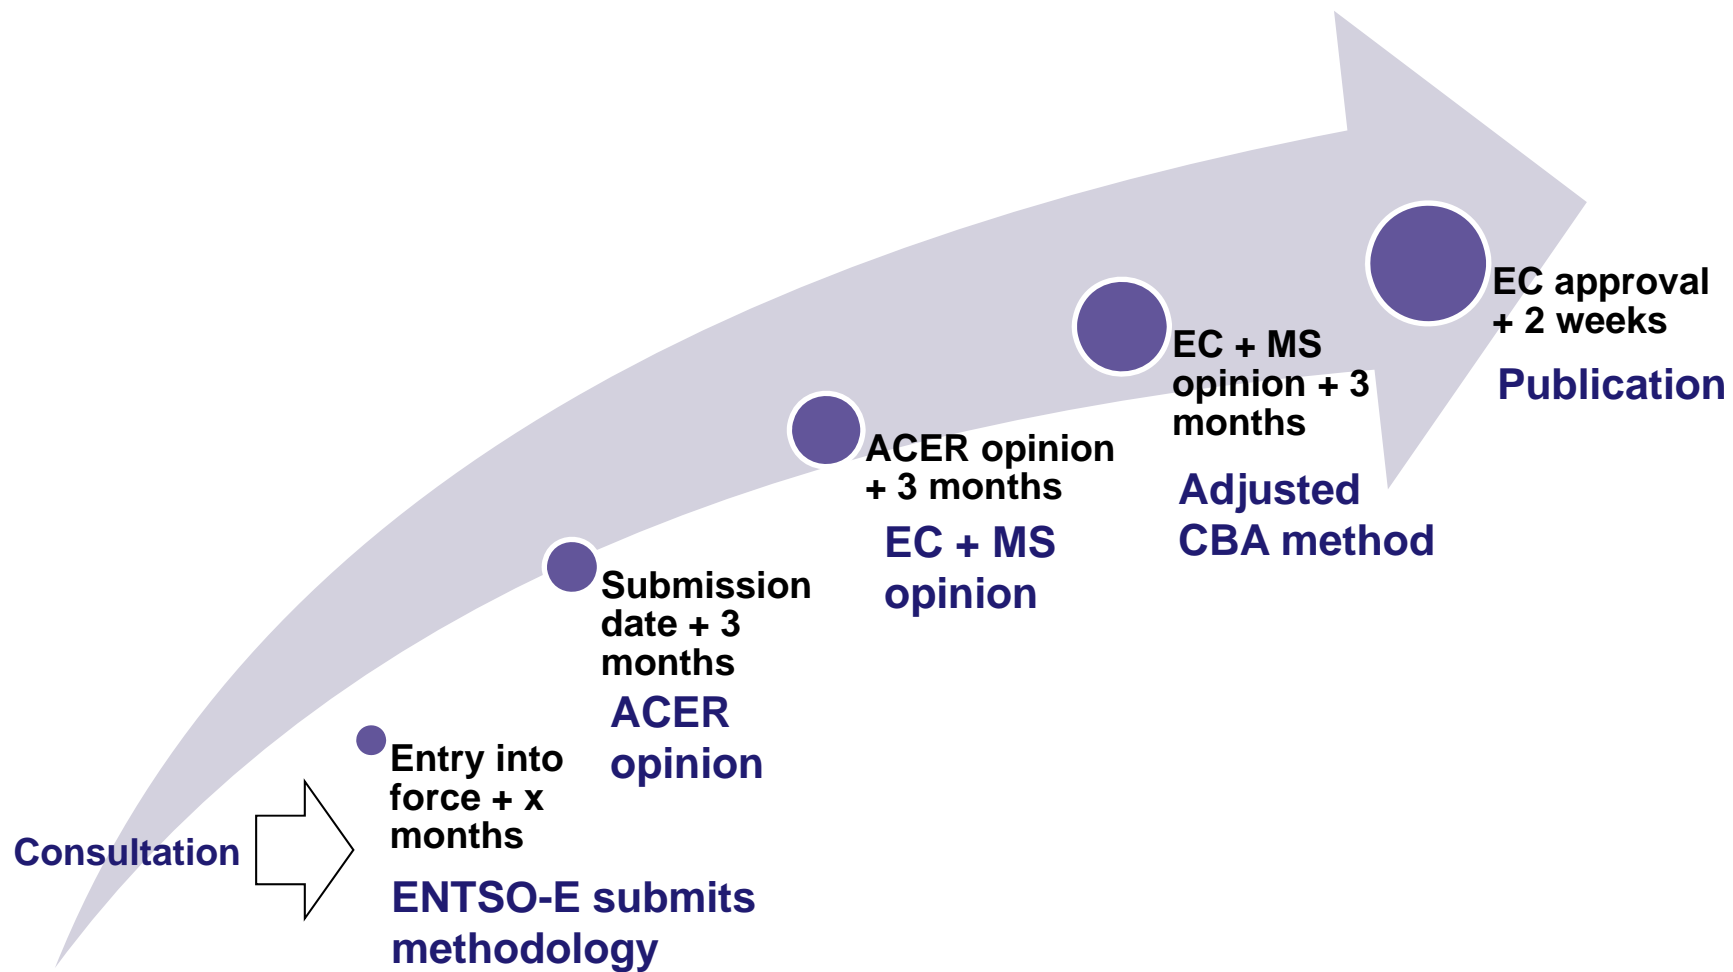 Consultation
Entry into
force + x
months
ENTSO-E submits
methodology
Submission
date + 3
months
ACER
opinion
ACER opinion
+ 3 months
EC + MS
opinion
EC + MS
opinion + 3
months
Adjusted
CBA method
EC approval
+ 2 weeks
Publication